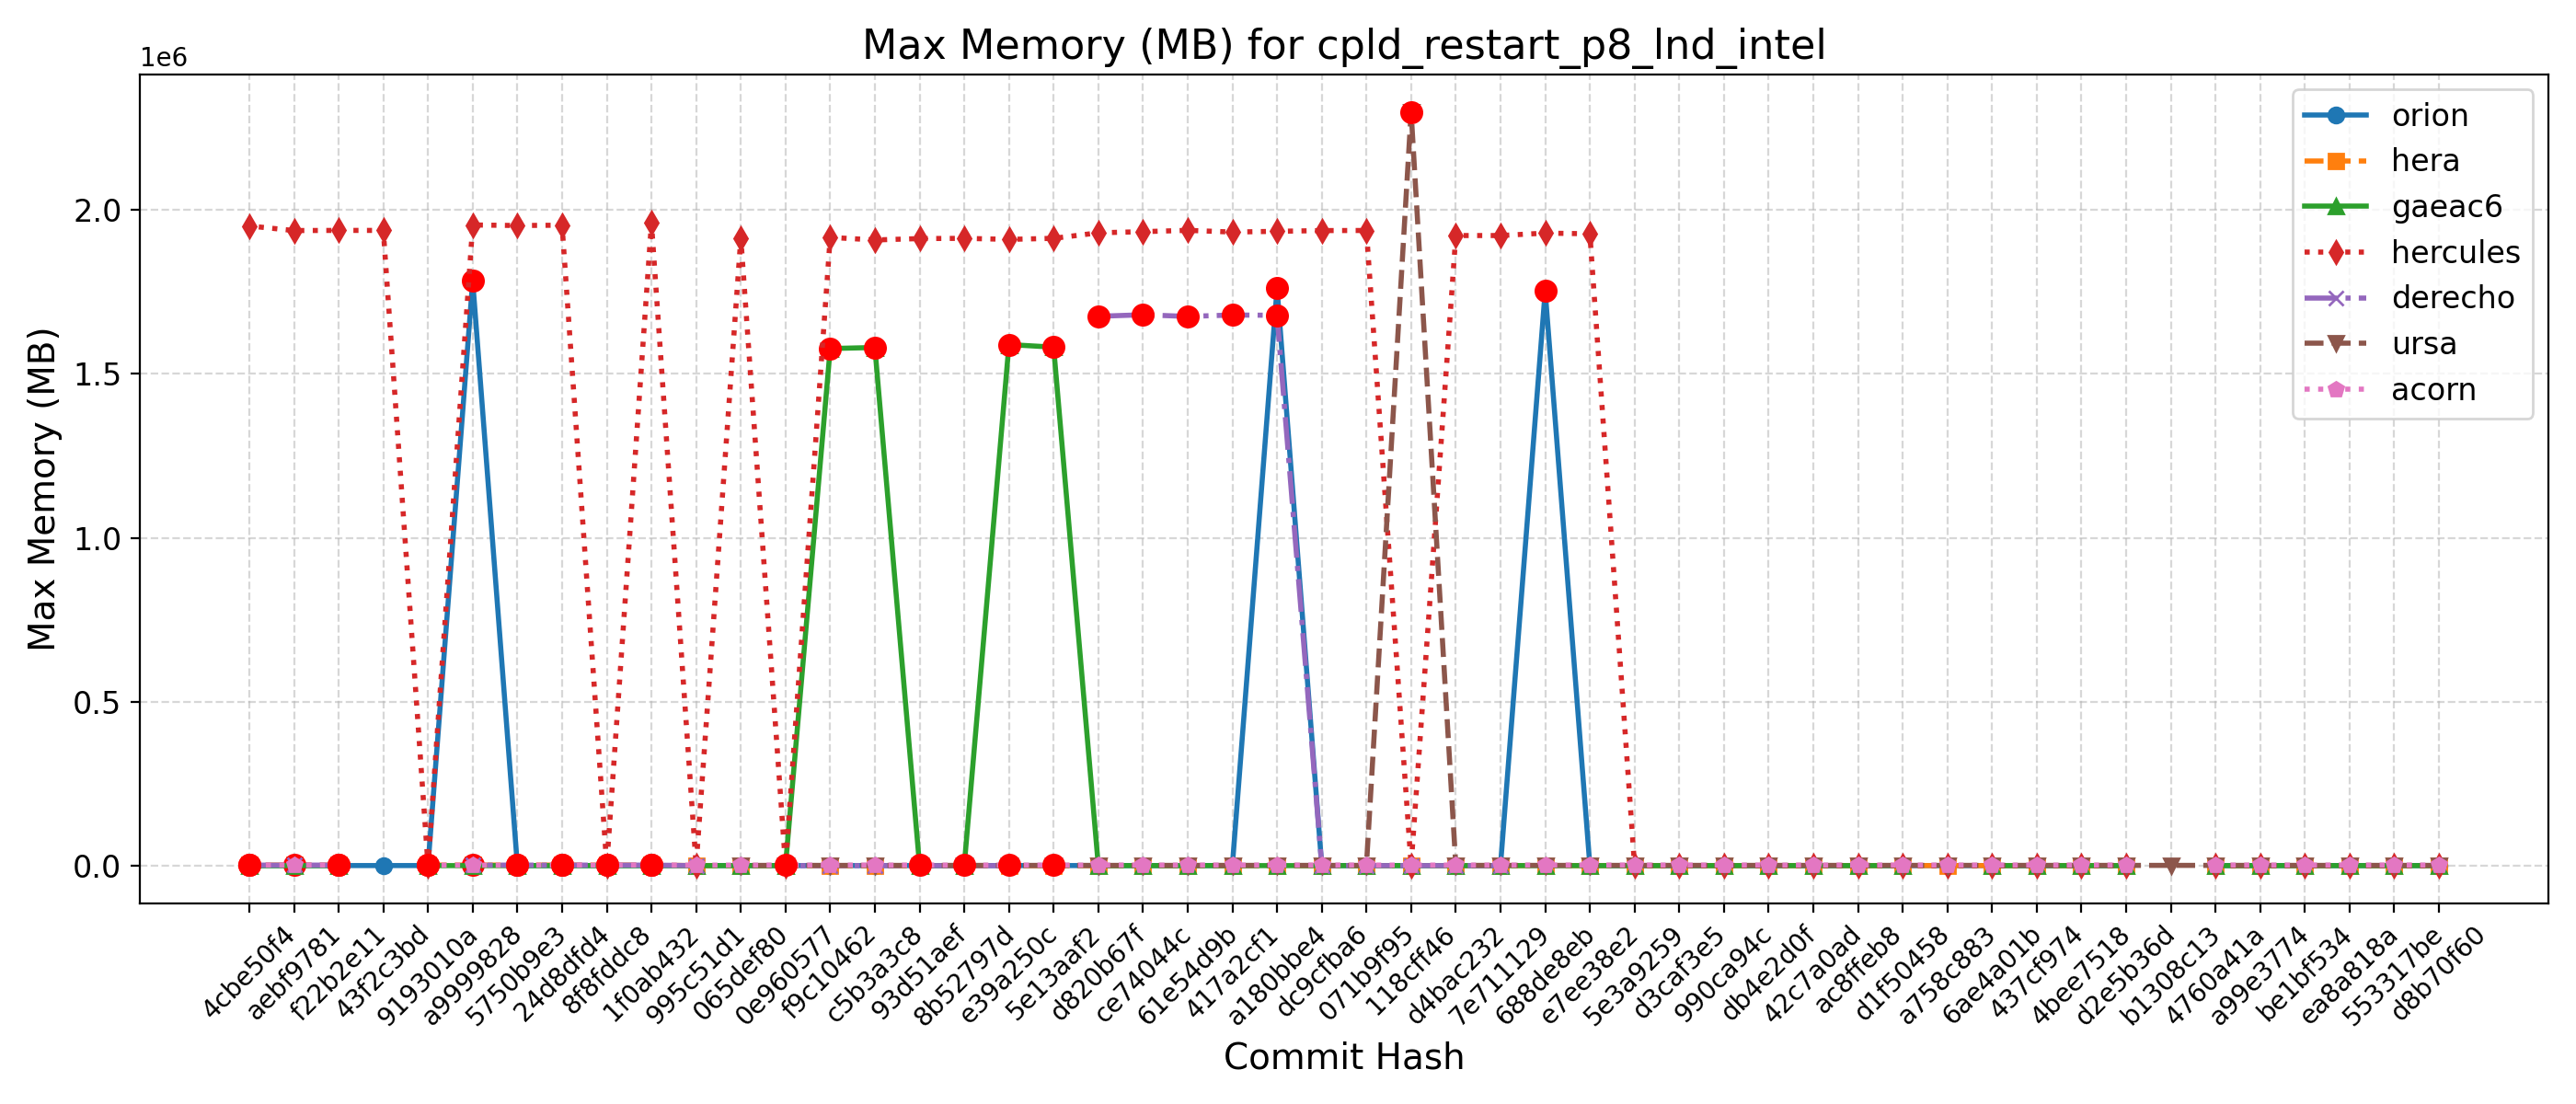 Max Memory (MB) for cpld_restart_p8_lnd_intel
1e6
2.0
1.5
1.0
0.5
0.0
Max Memory (MB)
orion
hera
gaeac6
hercules
derecho
ursa
acorn
4cbe50f4
aebf9781
f22b2e11
43f2c3bd
9193010a
a9999828
5750b9e3
24d8dfd4
8f8fddc8
1f0ab432
995c51d1
065def80
0e960577
f9c10462
c5b3a3c8
93d51aef
8b52797d
e39a250c
5e13aaf2
d820b67f
ce74044c
61e54d9b
417a2cf1
a180bbe4
dc9cfba6
071b9f95
118cff46
d4bac232
7e711129
688de8eb
e7ee38e2
5e3a9259
d3caf3e5
990ca94c
db4e2d0f
42c7a0ad
ac8ffeb8
d1f50458
a758c883
6ae4a01b
437cf974
4bee7518
d2e5b36d
b1308c13
4760a41a
a99e3774
be1bf534
ea8a818a
553317be
d8b70f60
Commit Hash